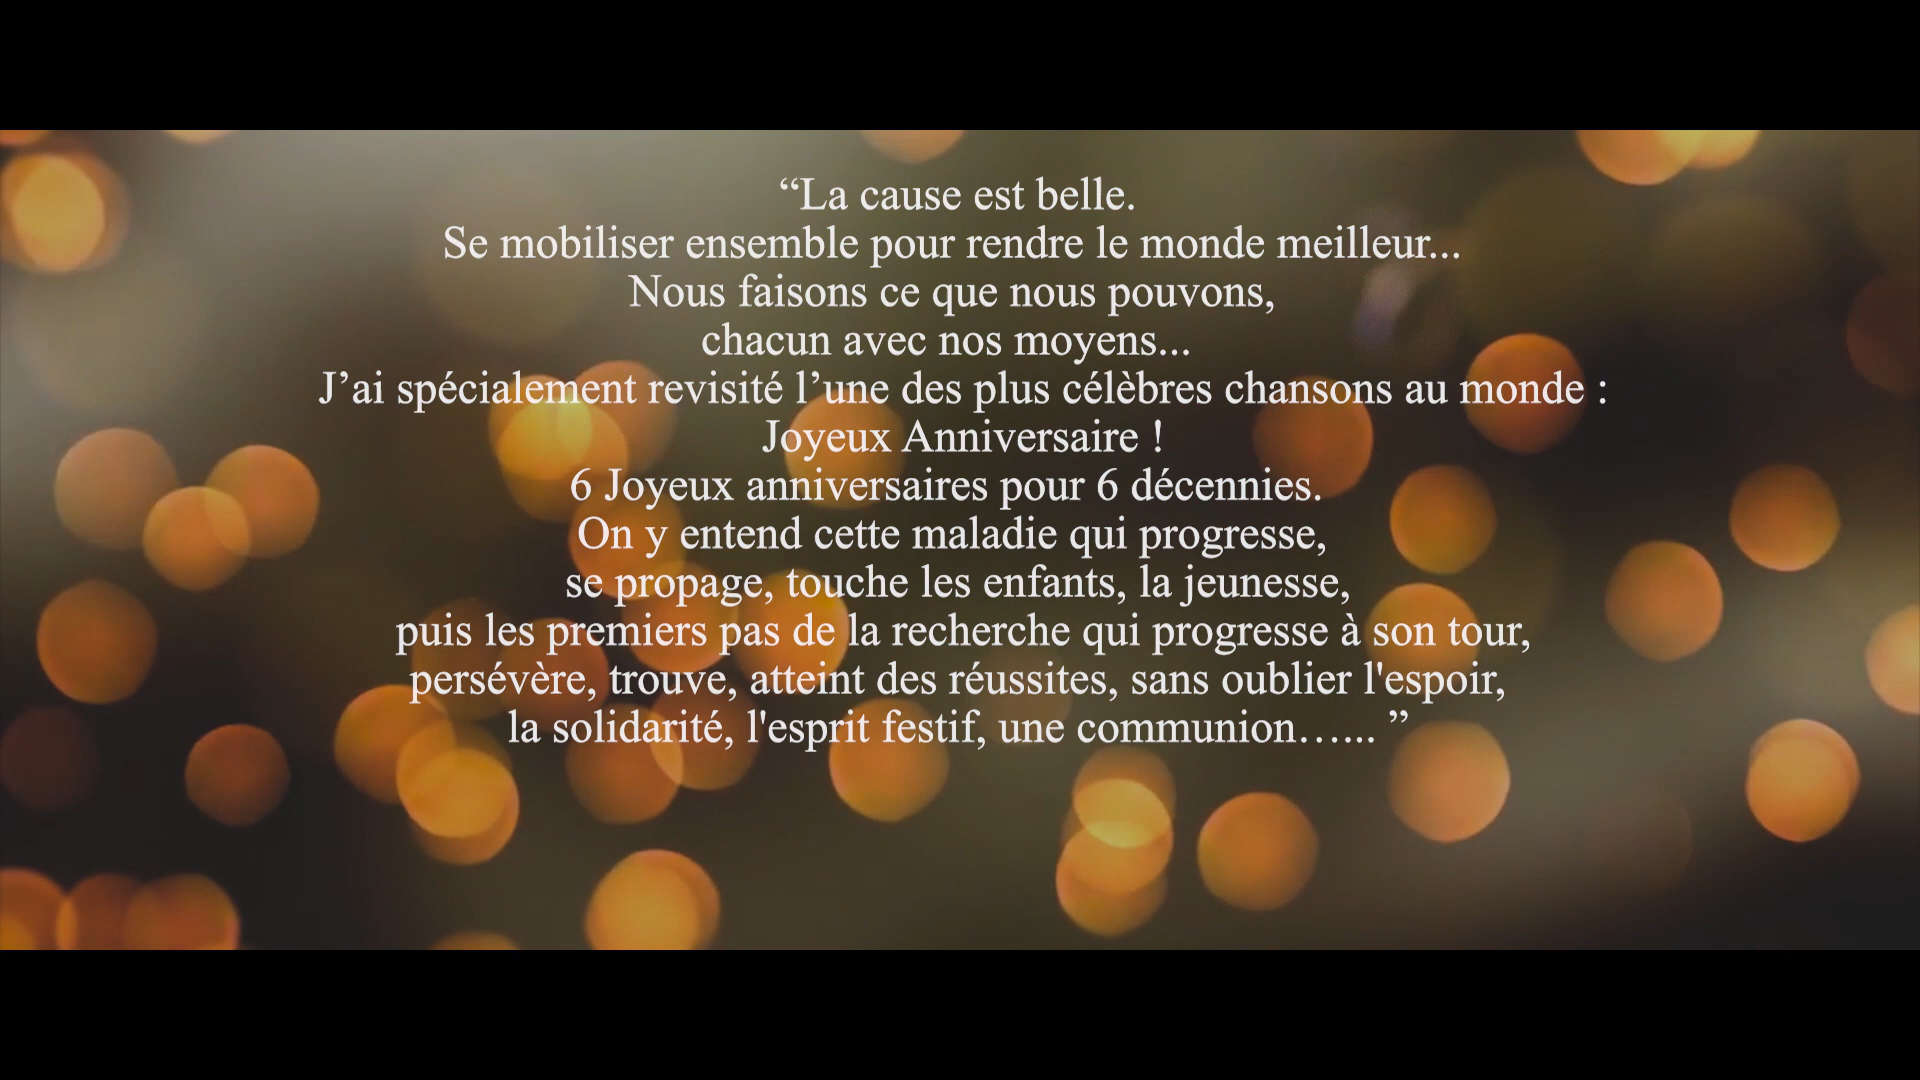 “La cause est belle.
Se mobiliser ensemble pour rendre le monde meilleur...
Nous faisons ce que nous pouvons,
chacun avec nos moyens...
J’ai spécialement revisité l’une des plus célèbres chansons au monde :
Joyeux Anniversaire !
6 Joyeux anniversaires pour 6 décennies.
On y entend cette maladie qui progresse,
se propage, touche les enfants, la jeunesse,
puis les premiers pas de la recherche qui progresse à son tour,
persévère, trouve, atteint des réussites, sans oublier l'espoir,
la solidarité, l'esprit festif, une communion…... ”